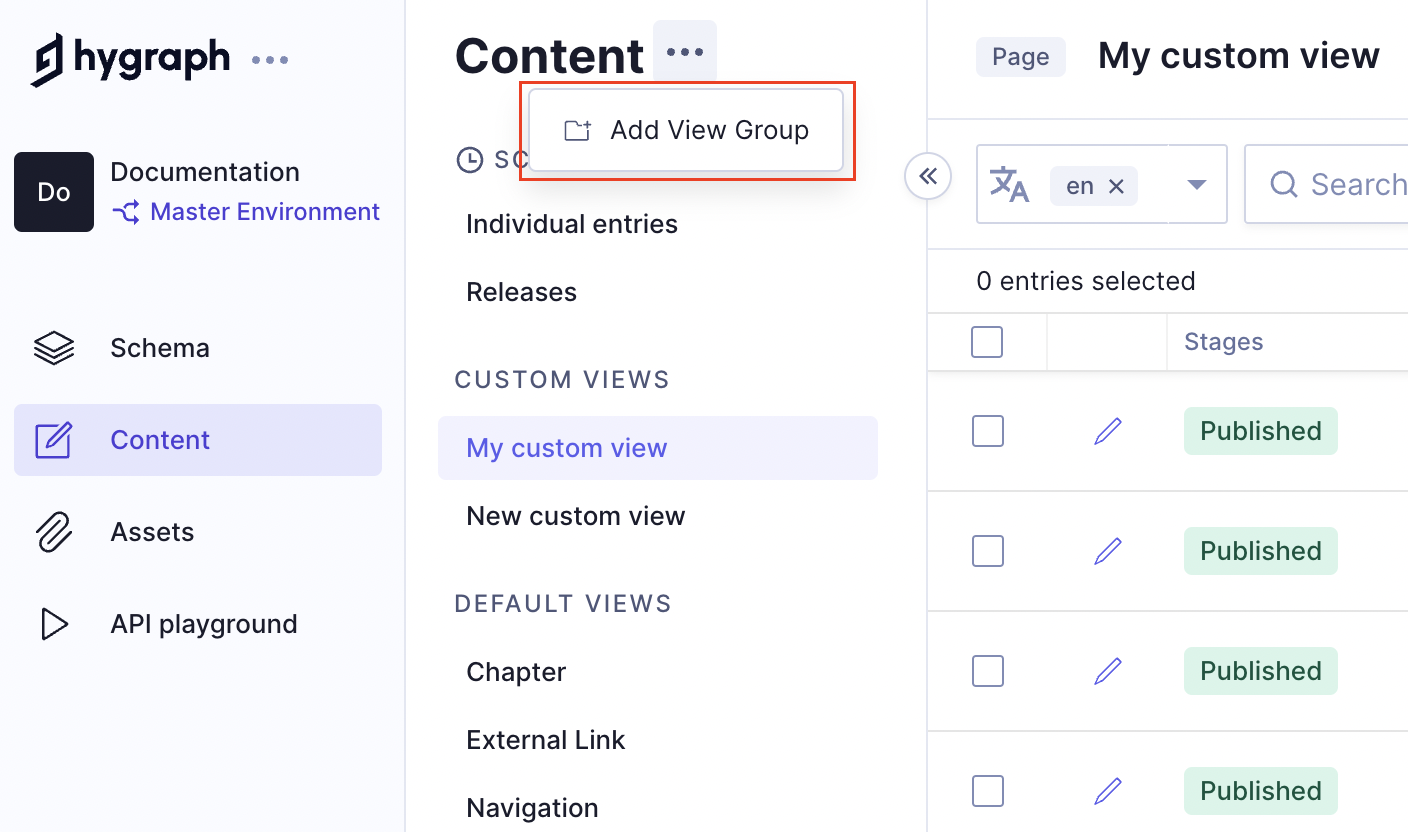 hygraph
Do
Documentation
Master Environment
Schema
Content
Assets
API playground
Content
Add View Group
Individual entries
Releases
CUSTOM VIEWS
My custom view
New custom view
DEFAULT VIEWS
Chapter
External Link
Navigation
Page My custom view
en
Search
0 entries selected
Stages
Published
Published
Published
Published